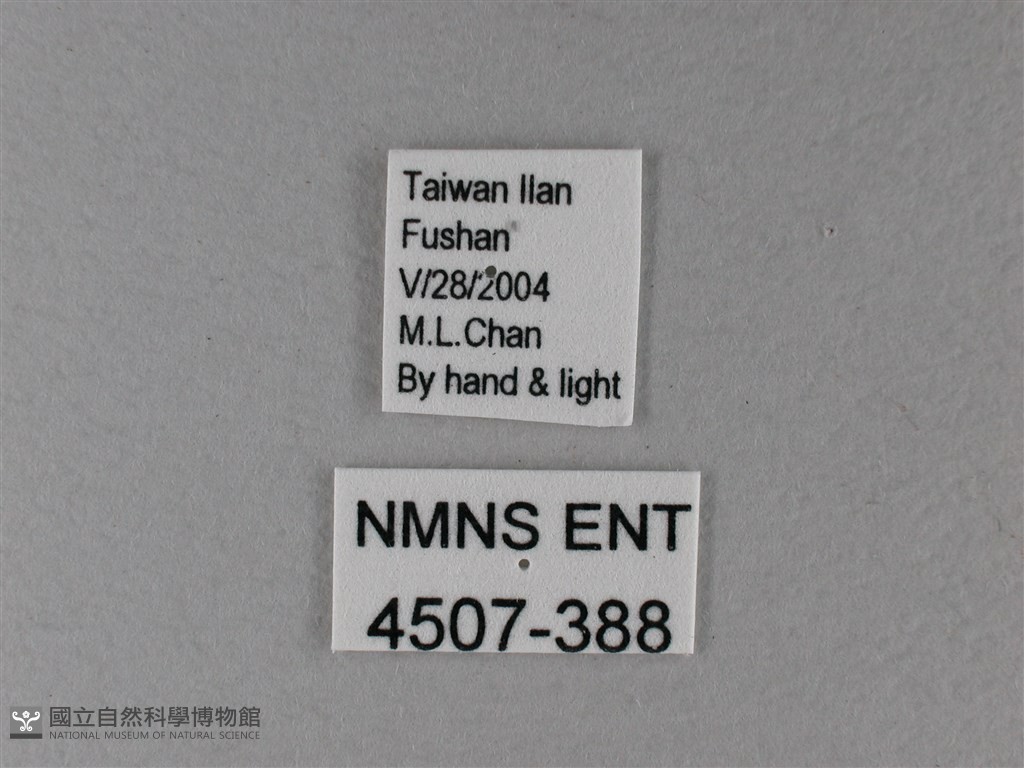 Taiwan Ilan
Fushan
V/28/2004
M.L.Chan
By hand & light
NMNS ENT
4507-388
國立自然科學博物館
NATIONAL MUSEUM OF NATURAL SCIENCE